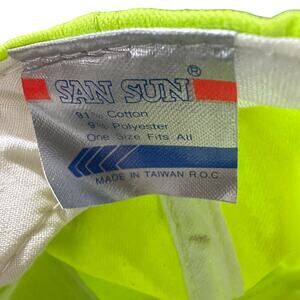 SAN SUN®
91% Cotton
9% Polyester
One Size Fits All
MADE IN TAIWAN R.O.C.